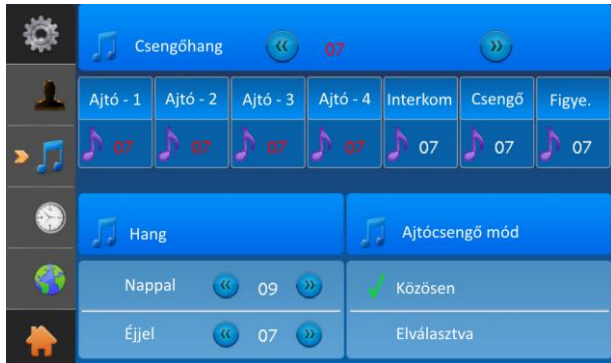 Csengőhang 07
Ajtó - 1 Ajtó - 2 Ajtó - 3 Ajtó - 4 Interkom Csengő Figye.
07 07 07 07 07 07 07
Hang
Ajtócsengő mód
Nappal 09
Közösen
Éjjel 07
Elválasztva